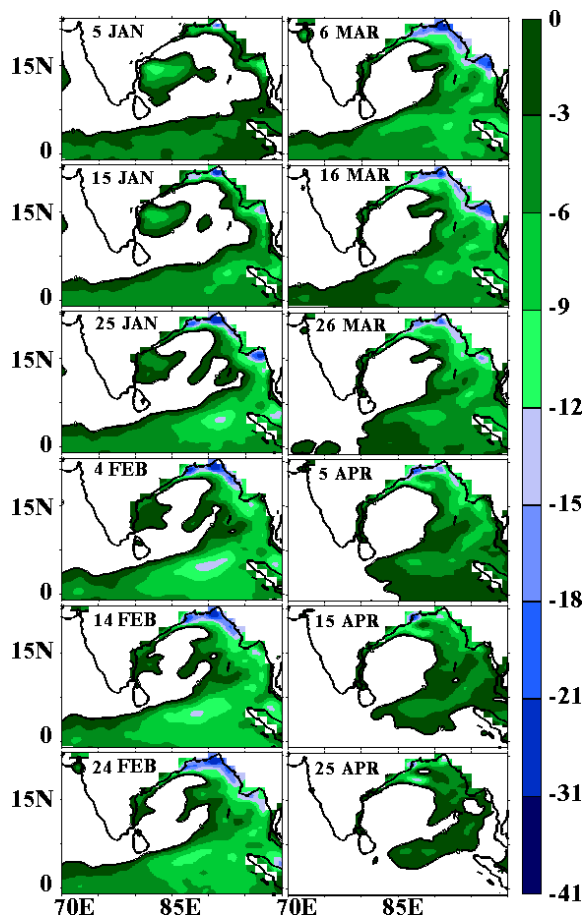 5 JAN
6 MAR
15N
0
15 JAN
16 MAR
15N
0
25 JAN
26 MAR
15N
0
4 FEB
5 APR
15N
0
14 FEB
15 APR
15N
0
24 FEB
25 APR
15N
0
70E 85E 70E 85E
0
-3
-6
-9
-12
-15
-18
-21
-31
-41